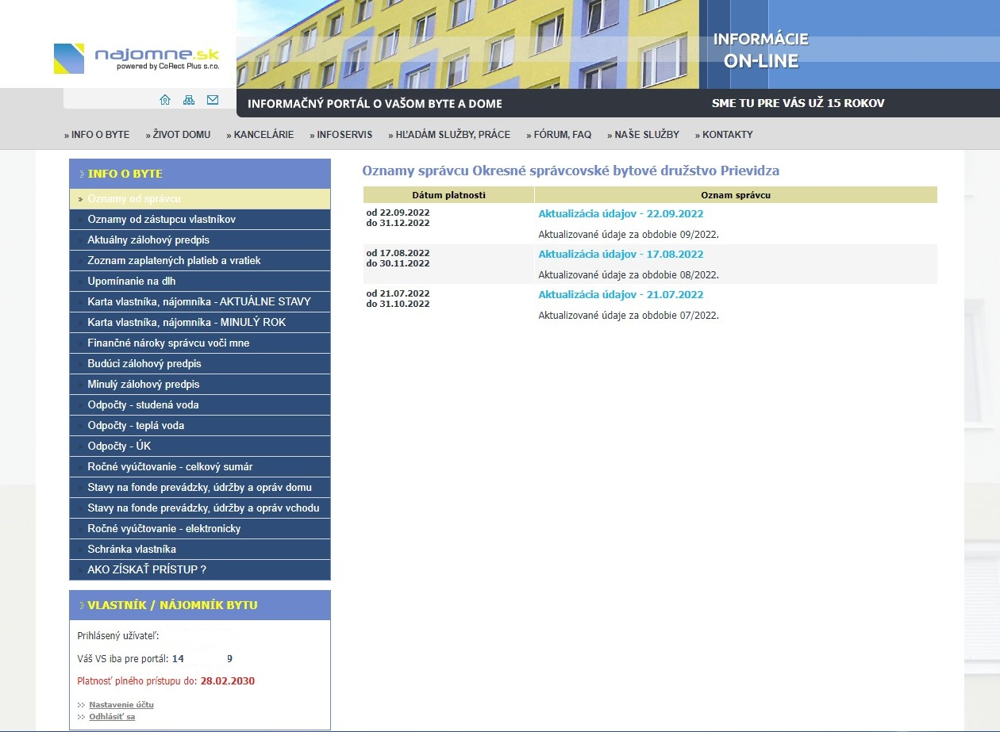 najomne.sk
powered by CoRect Plus s.r.o.
INFORMÁCIE
ON-LINE
INFORMAČNÝ PORTÁL O VAŠOM BYTE A DOME
SME TU PRE VÁS UŽ 15 ROKOV
» INFO O BYTE » ŽIVOT DOMU » KANCELÁRIE » INFOSERVIS » HĽADÁM SLUŽBY, PRÁCE » FÓRUM, FAQ » NAŠE SLUŽBY » KONTAKTY
INFO O BYTE
Oznamy od správcu
Oznamy od zástupcu vlastníkov
Aktuálny zálohový predpis
Zoznam zaplatených platieb a vratiek
Upomínanie na dlh
Karta vlastníka, nájomníka - AKTUÁLNE STAVY
Karta vlastníka, nájomníka - MINULÝ ROK
Finančné nároky správcu voči mne
Budúci zálohový predpis
Minulý zálohový predpis
Odpočty - studená voda
Odpočty - teplá voda
Odpočty - ÚK
Ročné vyúčtovanie - celkový sumár
Stavy na fonde prevádzky, údržby a opráv domu
Stavy na fonde prevádzky, údržby a opráv vchodu
Ročné vyúčtovanie - elektronicky
Schránka vlastníka
AKO ZÍSKAŤ PRÍSTUP ?
VLASTNÍK / NÁJOMNÍK BYTU
Prihlásený užívateľ:
Váš VS iba pre portál: 14 9
Platnosť plného prístupu do: 28.02.2030
Nastavenie účtu
Odhlásiť sa
Oznamy správcu Okresné správcovské bytové družstvo Prievidza
Dátum platnosti Oznam správcu
od 22.09.2022
do 31.12.2022
Aktualizácia údajov - 22.09.2022
Aktualizované údaje za obdobie 09/2022.
od 17.08.2022
do 30.11.2022
Aktualizácia údajov - 17.08.2022
Aktualizované údaje za obdobie 08/2022.
od 21.07.2022
do 31.10.2022
Aktualizácia údajov - 21.07.2022
Aktualizované údaje za obdobie 07/2022.